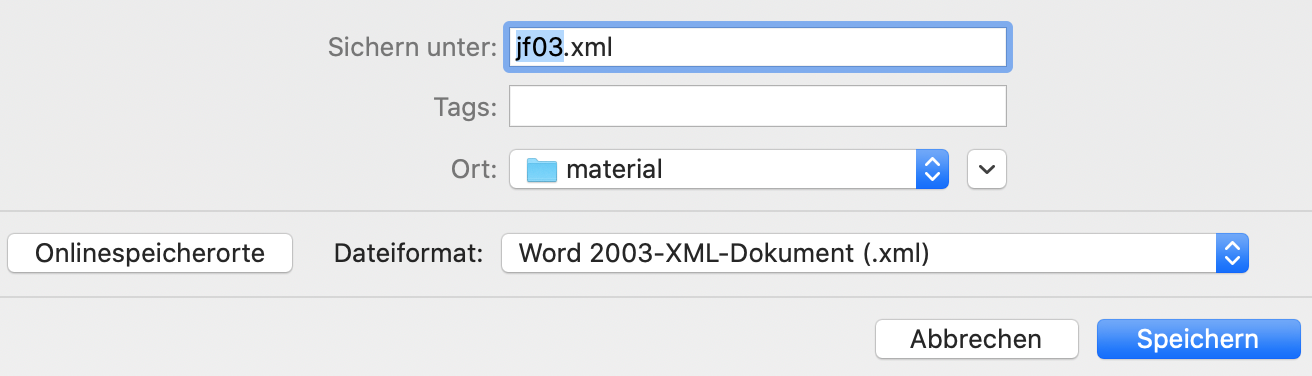 Sichern unter: jf03.xml
Tags:
Ort: material
Onlinespeicherorte Dateiformat: Word 2003-XML-Dokument (.xml)
Abbrechen Speichern